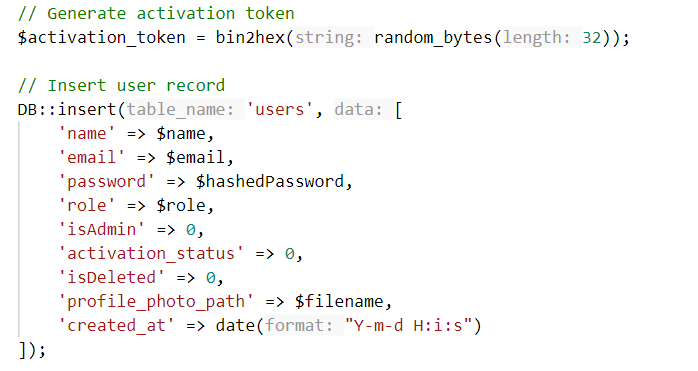 // Generate activation token
$activation_token = bin2hex(string: random_bytes(length: 32));
// Insert user record
DB::insert(table_name: 'users', data: [
'name' => $name,
'email' => $email,
'password' => $hashedPassword,
'role' => $role,
'isAdmin' => 0,
'activation_status' => 0,
'isDeleted' => 0,
'profile_photo_path' => $filename,
'created_at' => date(format: "Y-m-d H:i:s")
]);